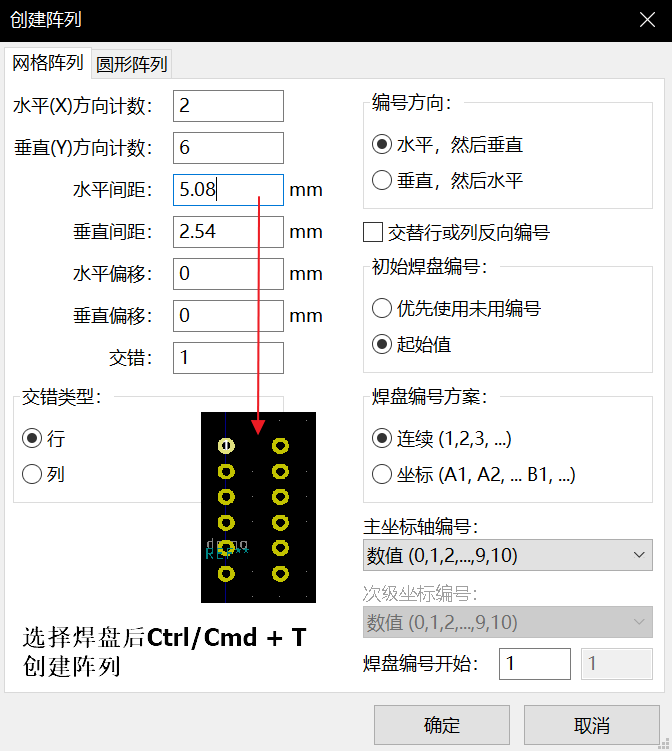 创建阵列
网格阵列 圆形阵列
水平(X)方向计数： 2
垂直(Y)方向计数： 6
水平间距： 5.08 mm
垂直间距： 2.54 mm
水平偏移： 0 mm
垂直偏移： 0 mm
交错： 1
交错类型：
行
列
选择焊盘后Ctrl/Cmd + T
创建阵列
编号方向：
水平，然后垂直
垂直，然后水平
交替行或列反向编号
初始焊盘编号：
优先使用未用编号
起始值
焊盘编号方案：
连续 (1,2,3, ...)
坐标 (A1, A2, ... B1, ...)
主坐标轴编号：
数值 (0,1,2,...,9,10)
次级坐标编号：
数值 (0,1,2,...,9,10)
焊盘编号开始： 1 1
确定 取消